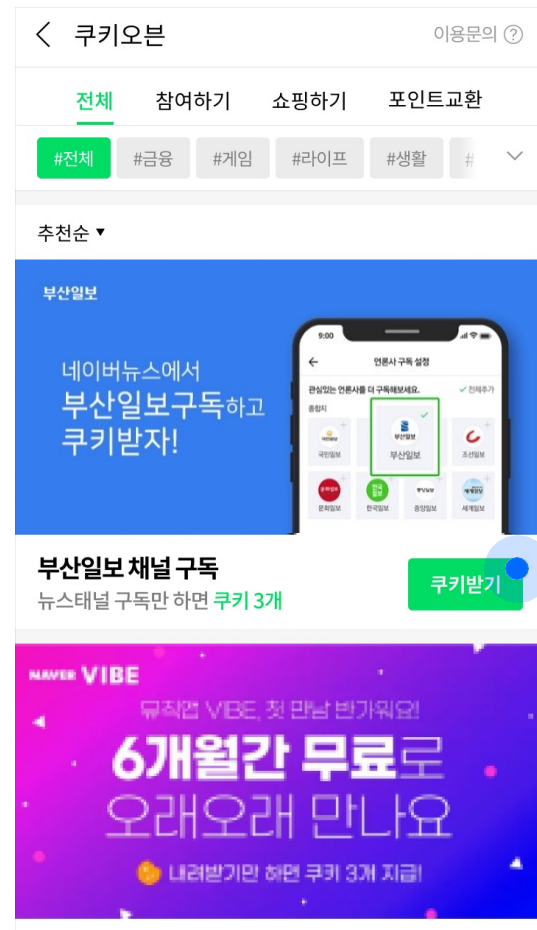 쿠키오븐
이용문의 ?
전체 참여하기 쇼핑하기 포인트교환
#전체 #금융 #게임 #라이프 #생활 #
추천순 ▼
부산일보
네이버뉴스에서
부산일보구독하고
쿠키받자!
9:00
언론사 구독 설정
관심있는 언론사를 더 구독해보세요. 전체추가
종합지
국민일보 부산일보 조선일보
문화일보 한국일보 중앙일보 세계일보
부산일보 채널 구독
뉴스태널 구독만 하면 쿠키 3개
쿠키받기
NAVER VIBE
뮤직앱 VIBE, 첫 만남 반가워요!
6개월간 무료로
오래오래 만나요
내려받기만 하면 쿠키 3개 지급!